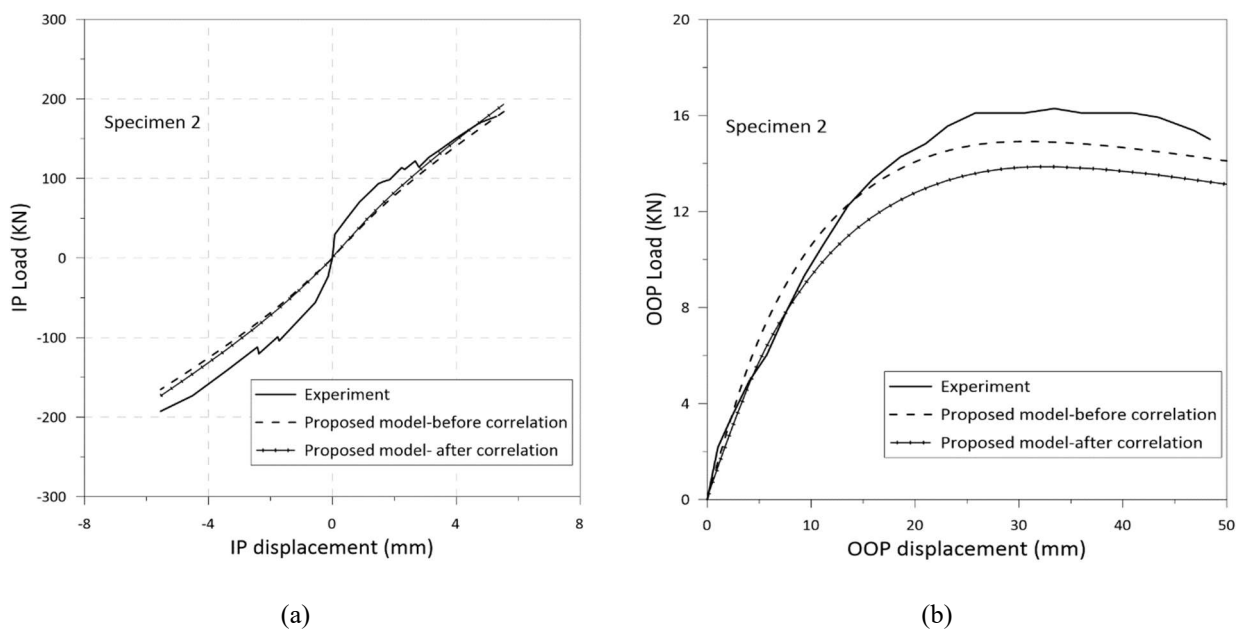 300
200
100
0
-100
-200
-300
IP Load (KN)
Specimen 2
Experiment
Proposed model-before correlation
Proposed model- after correlation
-8
-4
0
4
8
IP displacement (mm)
(a)
20
16
12
8
4
0
OOP Load (KN)
Specimen 2
Experiment
Proposed model-before correlation
Proposed model-after correlation
0
10
20
30
40
50
OOP displacement (mm)
(b)